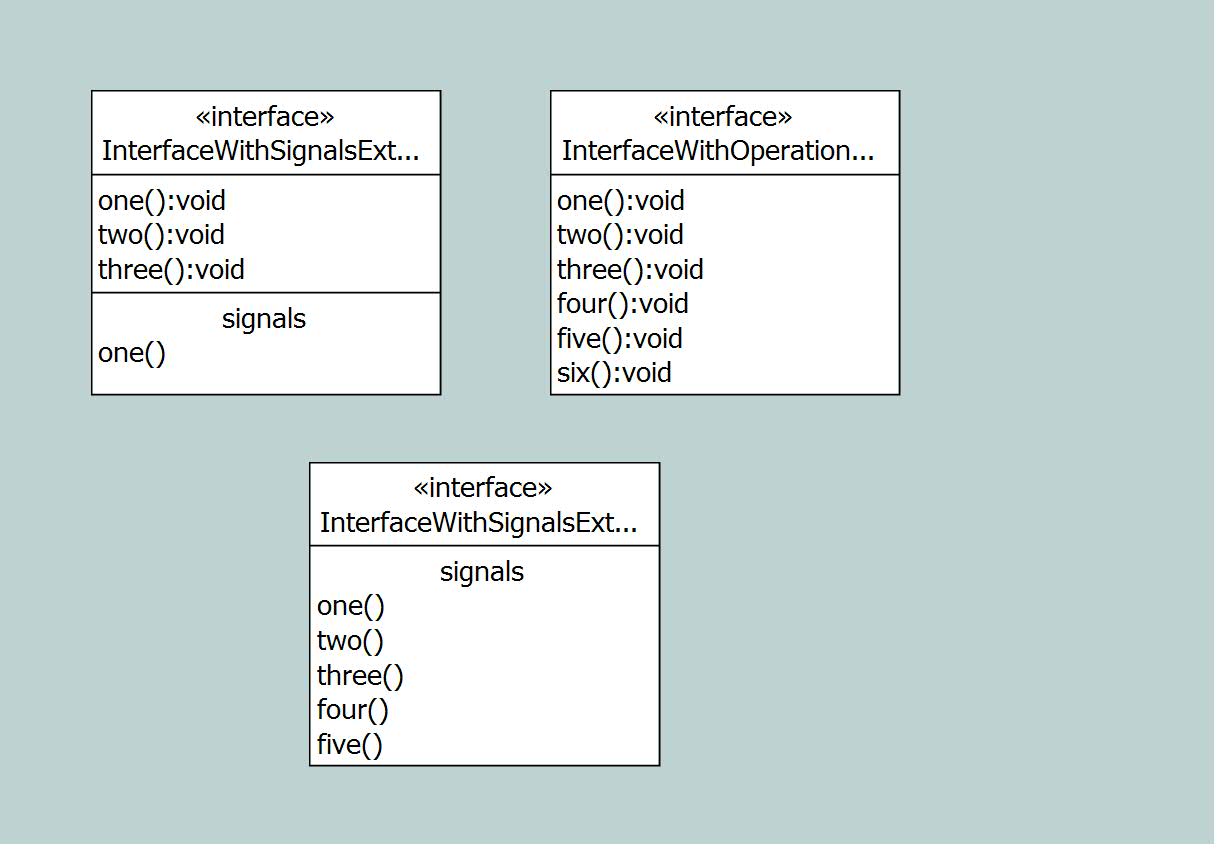 «interface»
InterfaceWithSignalsExt...
one():void
two():void
three():void
signals
one()
«interface»
InterfaceWithOperation...
one():void
two():void
three():void
four():void
five():void
six():void
«interface»
InterfaceWithSignalsExt...
signals
one()
two()
three()
four()
five()